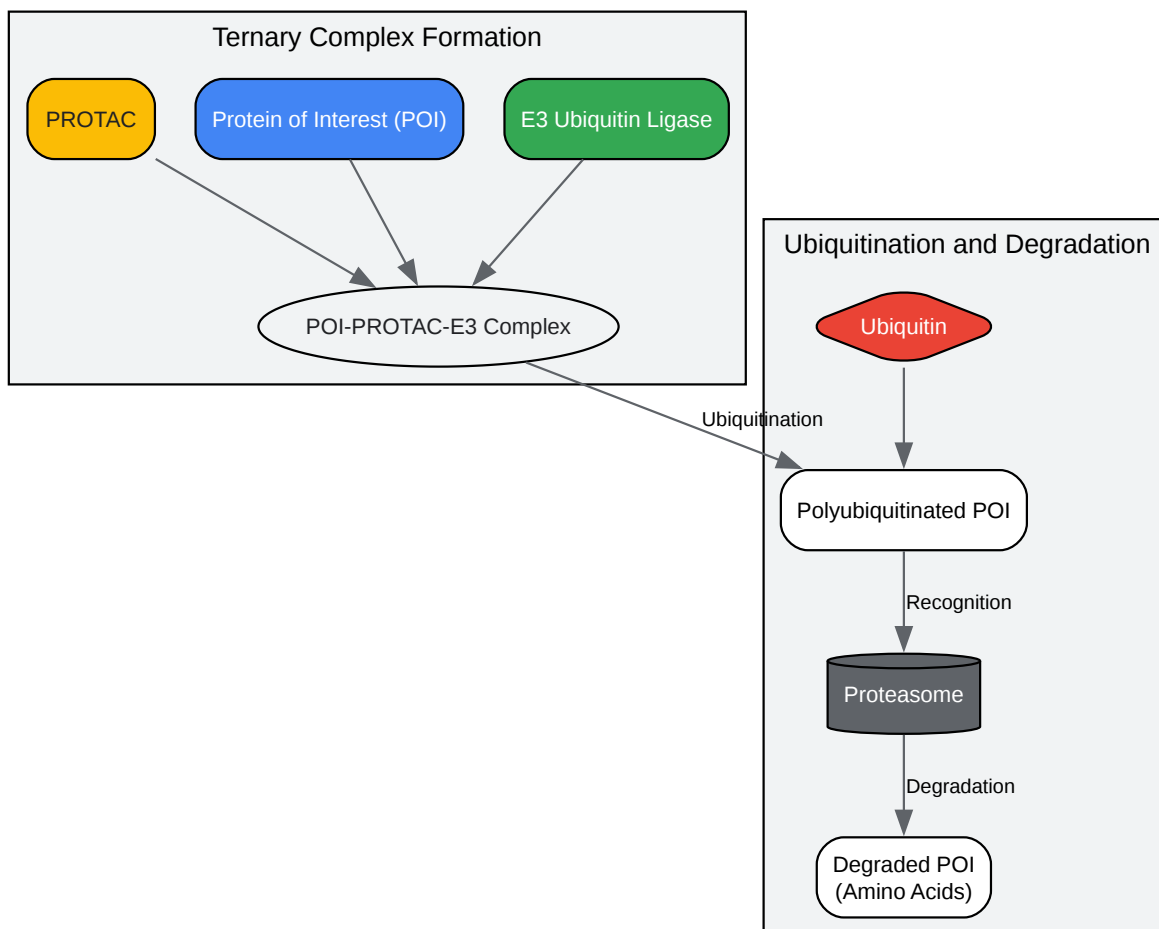 Ternary Complex Formation
PROTAC
Protein of Interest (POI)
E3 Ubiquitin Ligase
POI-PROTAC-E3 Complex
Ubiquitination
Ubiquitination and Degradation
Ubiquitin
Polyubiquitinated POI
Recognition
Proteasome
Degradation
Degraded POI
(Amino Acids)